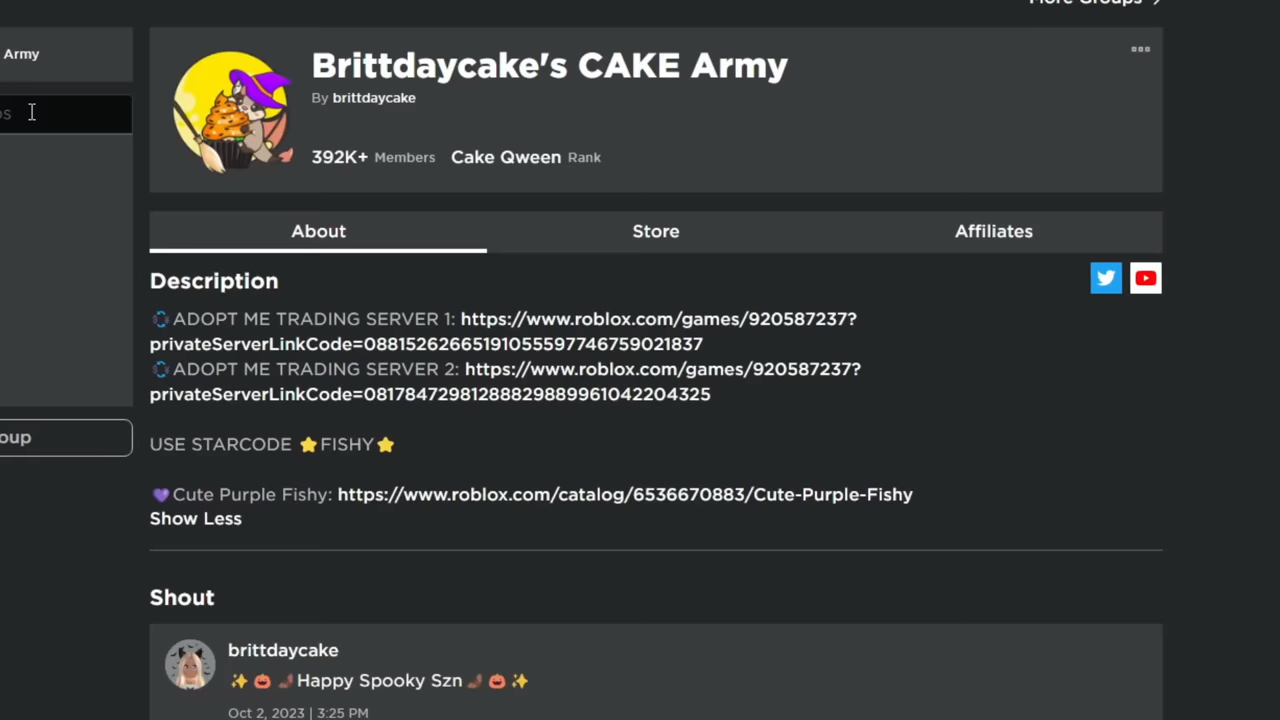 More Groups
Army
Brittdaycake's CAKE Army
By brittdaycake
392K+ Members Cake Qween Rank
About Store Affiliates
Description
ADOPT ME TRADING SERVER 1: https://www.roblox.com/games/920587237?
privateServerLinkCode=08815262665191055597746759021837
ADOPT ME TRADING SERVER 2: https://www.roblox.com/games/920587237?
privateServerLinkCode=08178472981288829889961042204325
USE STARCODE ⭐FISHY⭐
💜Cute Purple Fishy: https://www.roblox.com/catalog/6536670883/Cute-Purple-Fishy
Show Less
Shout
brittdaycake
✨🎃Happy Spooky Szn🎃✨
Oct 2, 2023 | 3:25 PM